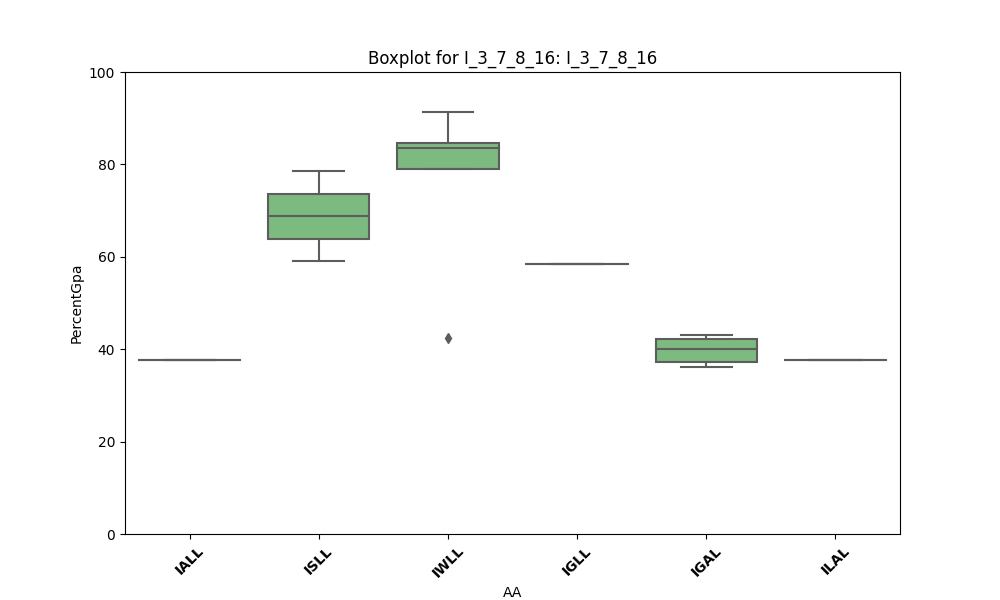 Boxplot for I_3_7_8_16: I_3_7_8_16
PercentGpa
100
80
60
40
20
0
IALL
ISLL
IWLL
IGLL
IGAL
ILAL
AA